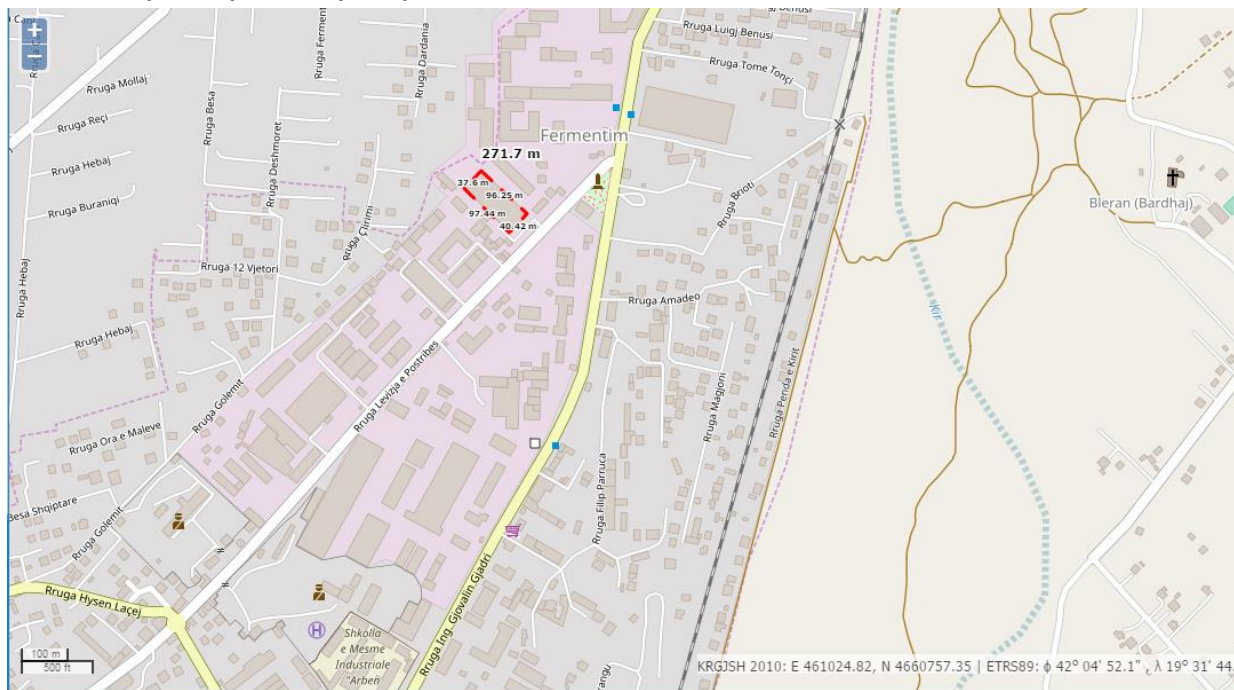 +
−
Rruga Mollaj
Rruga Reçi
Rruga Hebaj
Rruga Buraniqi
Rruga Hebaj
Rruga Besa
Rruga Deshmoret
Rruga Ferment
Rruga Dardania
Rruga Luigj Benusi
Rruga Tome Tonçi
Fermentim
271.7 m
37.6 m
96.25 m
97.44 m
40.42 m
Rruga Çlirimi
Rruga 12 Vjetori
Rruga Brioti
Bleran (Bardhaj)
Kir
Rruga Amadeo
Rruga Hebaj
Rruga Levizja e Postribes
Rruga Golemit
Rruga Magjoni
Rruga Penda e Kirit
Rruga Ora e Maleve
Besa Shqiptare
Rruga Golemit
Rruga Filip Parruca
Rruga Ing. Gjovalin Gjadri
Rruga Hysen Laçej
H
Shkolla
e Mesme
Industriale
"Arben
100 m
500 ft
KRGJSH 2010: E 461024.82, N 4660757.35 | ETRS89: ϕ 42° 04' 52.1" , λ 19° 31' 44.